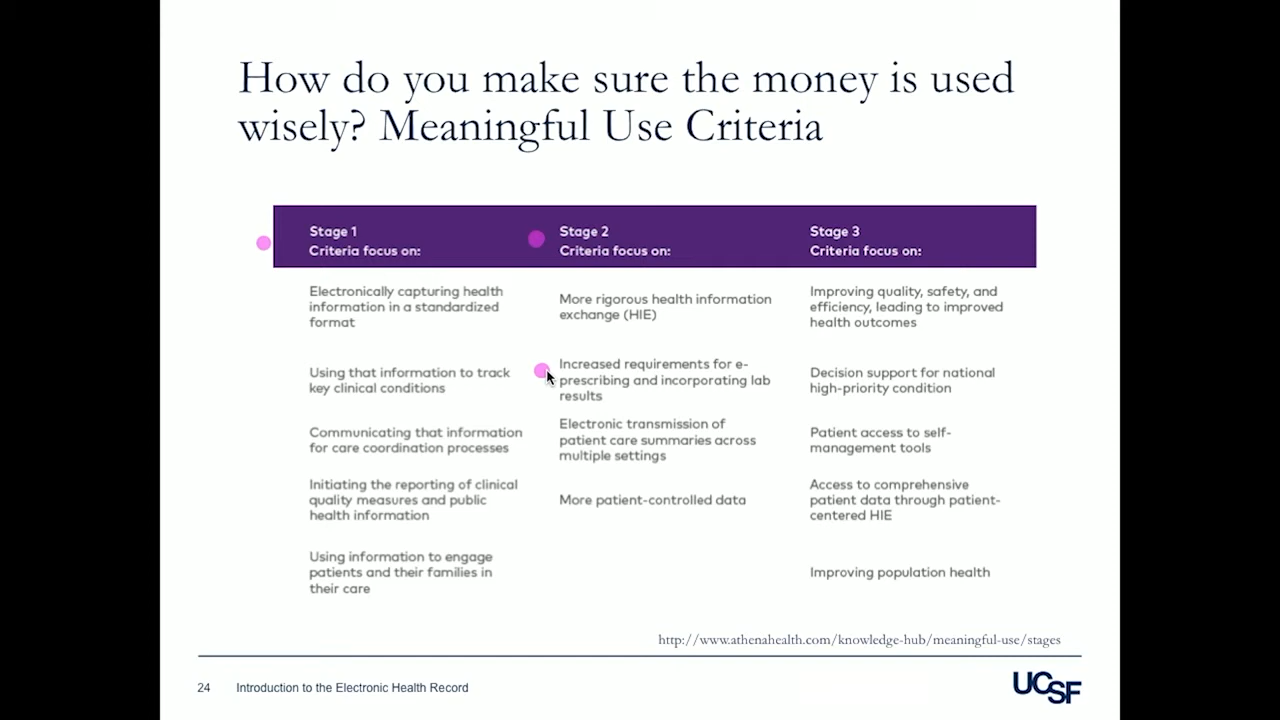 How do you make sure the money is used
wisely? Meaningful Use Criteria
Stage 1
Criteria focus on:
Stage 2
Criteria focus on:
Stage 3
Criteria focus on:
Electronically capturing health
information in a standardized
format
More rigorous health information
exchange (HIE)
Improving quality, safety, and
efficiency, leading to improved
health outcomes
Using that information to track
key clinical conditions
Increased requirements for e-
prescribing and incorporating lab
results
Decision support for national
high-priority condition
Communicating that information
for care coordination processes
Electronic transmission of
patient care summaries across
multiple settings
Patient access to self-
management tools
Initiating the reporting of clinical
quality measures and public
health information
More patient-controlled data
Access to comprehensive
patient data through patient-
centered HIE
Using information to engage
patients and their families in
their care
Improving population health
http://www.athenahealth.com/knowledge-hub/meaningful-use/stages
24 Introduction to the Electronic Health Record
UCSF